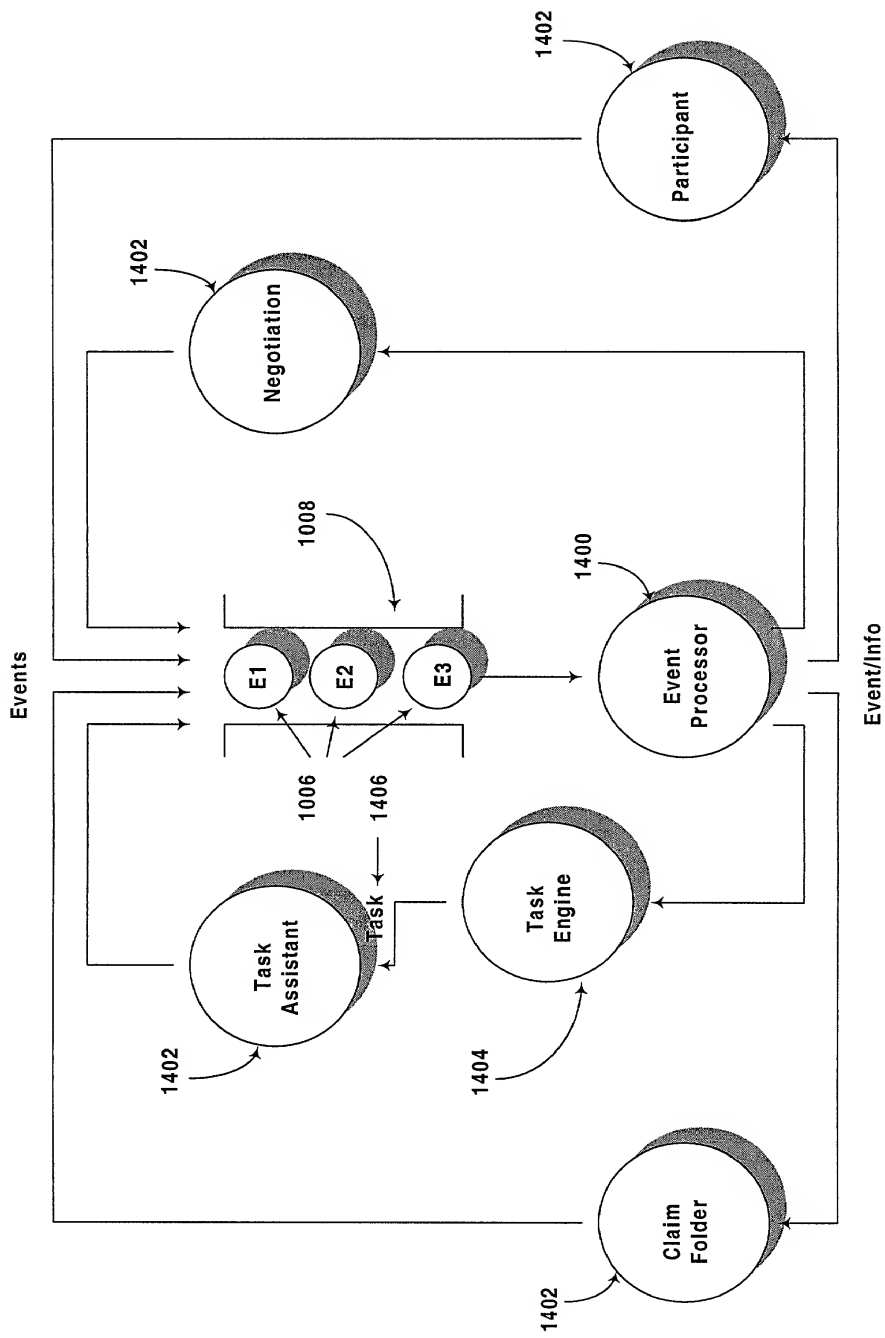 Events
1402
Task
Assistant
1402
Negotiation
1402
Participant
1006
1406
Task
E1
E2
E3
1008
1404
Task
Engine
1400
Event
Processor
1402
Claim
Folder
1402
Event/Info